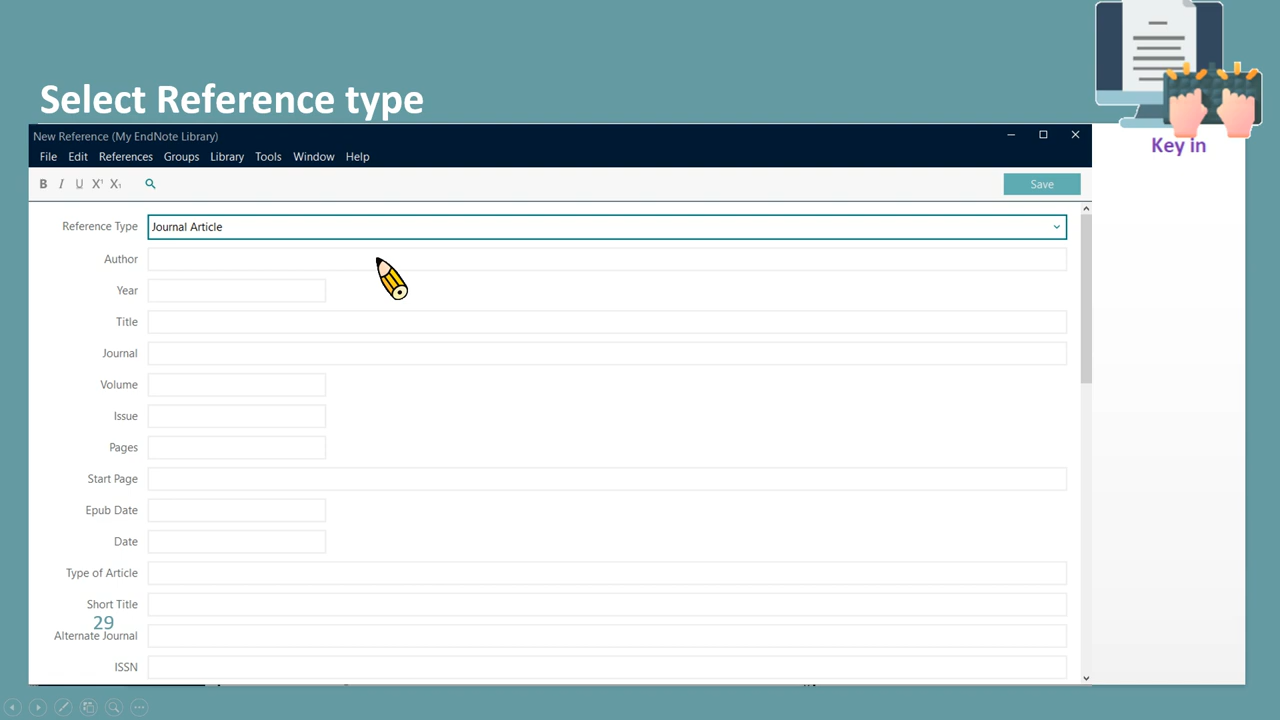 Select Reference type
Key in
New Reference (My EndNote Library)
File Edit References Groups Library Tools Window Help
B I U X¹ X₁
Save
Reference Type Journal Article
Author
Year
Title
Journal
Volume
Issue
Pages
Start Page
Epub Date
Date
Type of Article
Short Title
29
Alternate Journal
ISSN